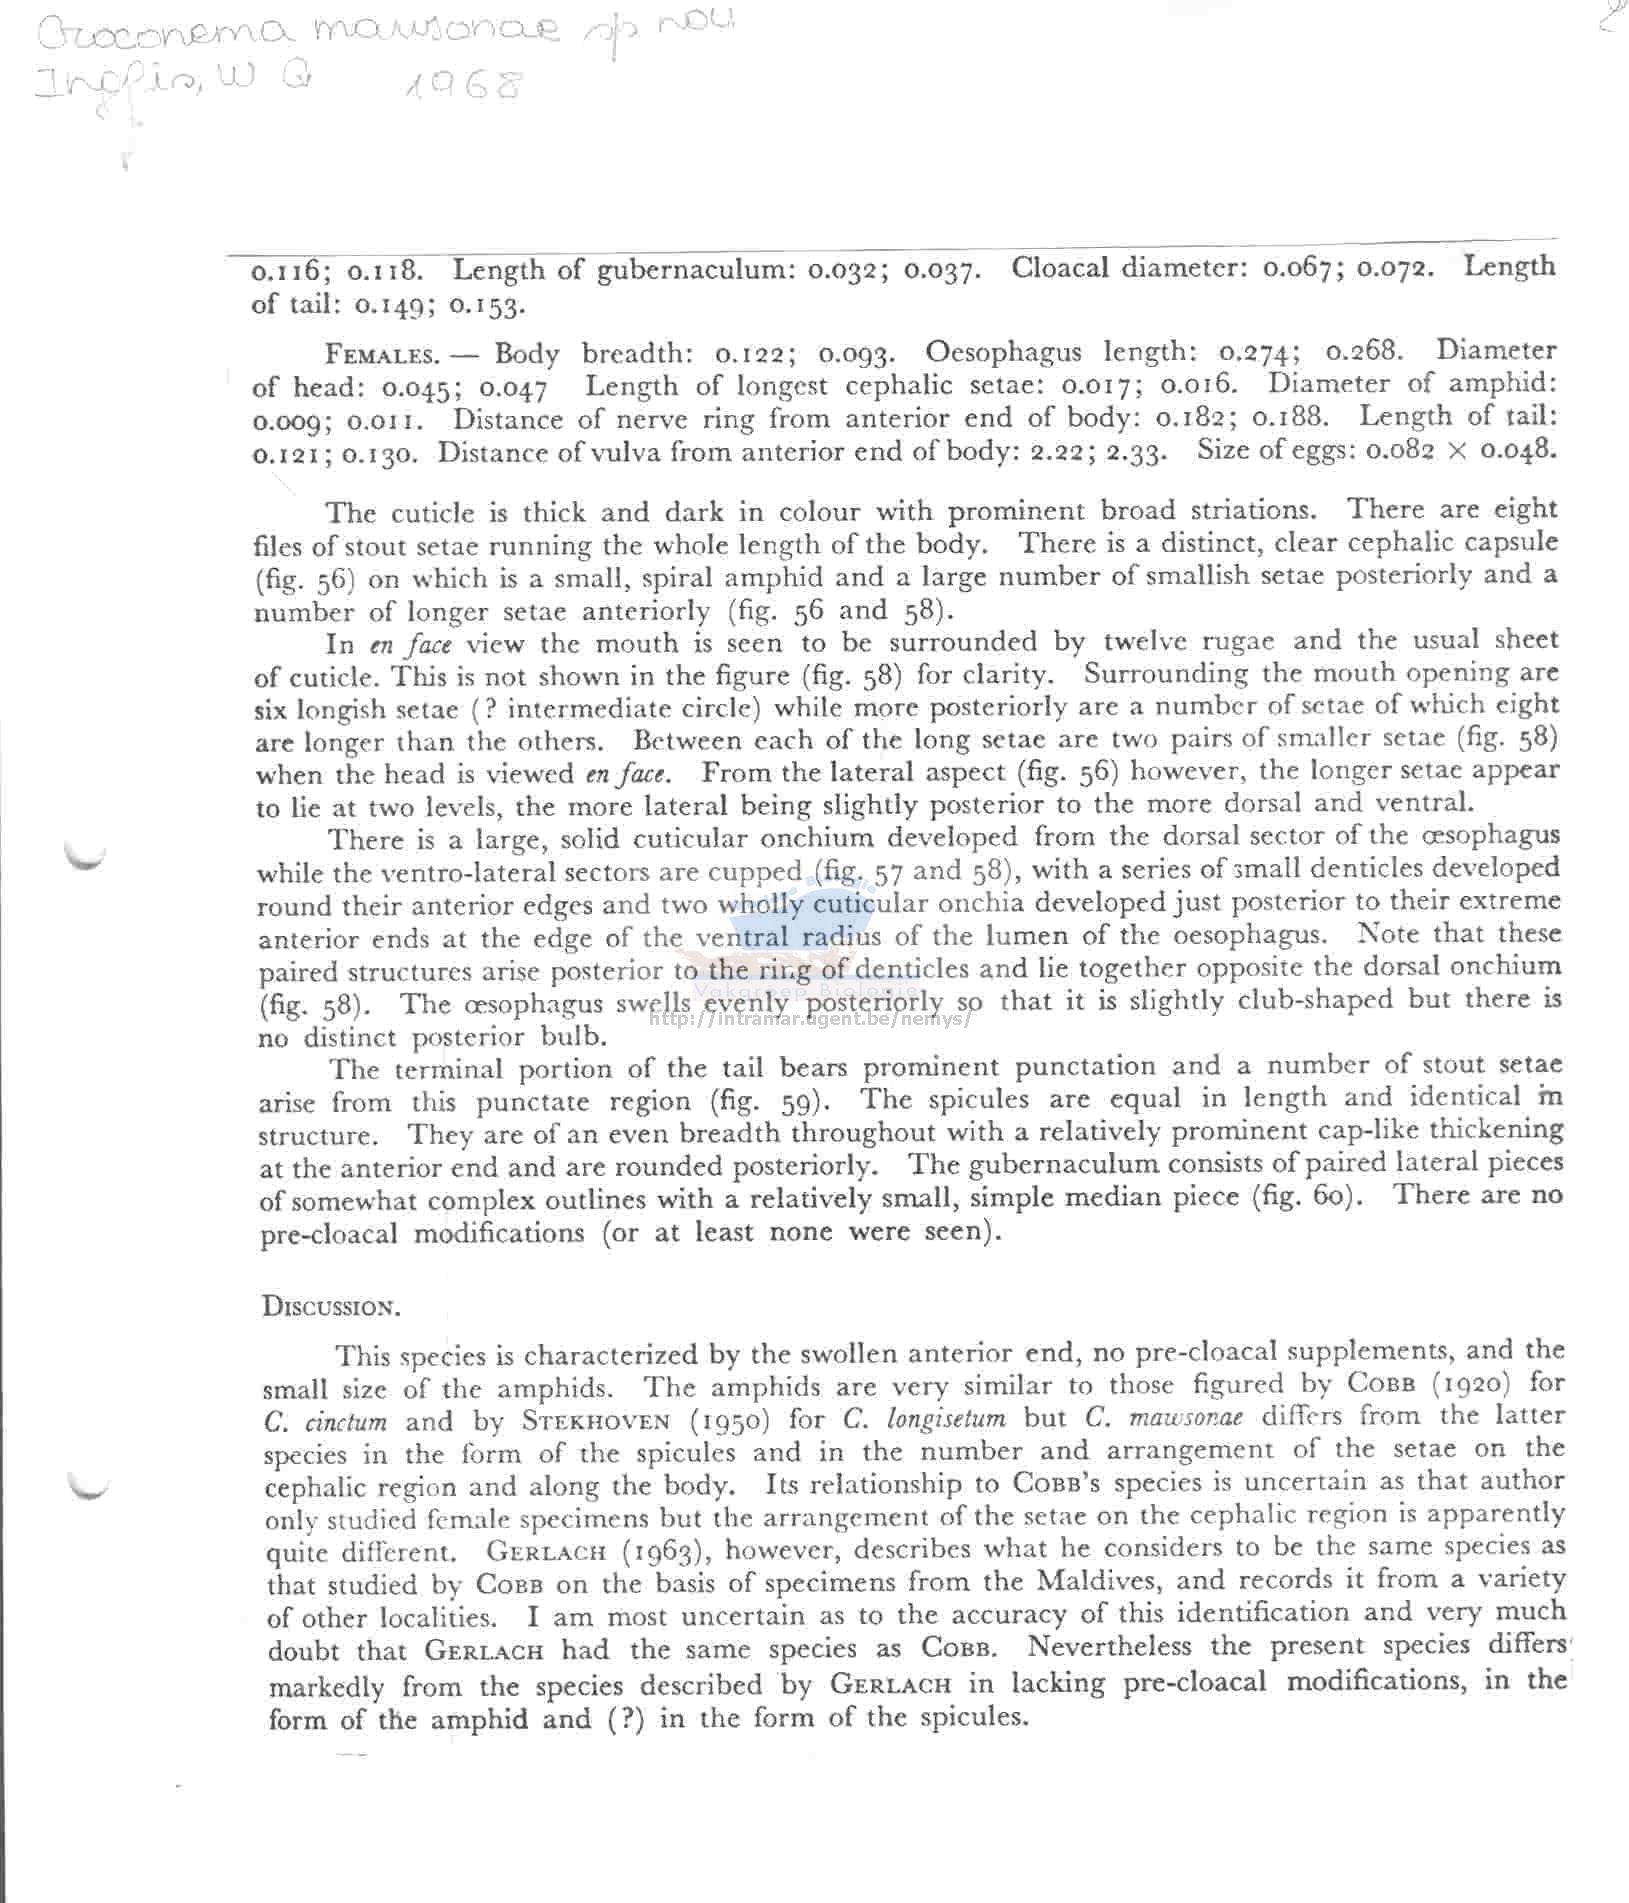 Croconema mawsonae sp nov
2
Inglis, W G 1968
0.116; 0.118. Length of gubernaculum: 0.032; 0.037. Cloacal diameter: 0.067; 0.072. Length
of tail: 0.149; 0.153.
FEMALES. — Body breadth: 0.122; 0.093. Oesophagus length: 0.274; 0.268. Diameter
of head: 0.045; 0.047 Length of longest cephalic setae: 0.017; 0.016. Diameter of amphid:
0.009; 0.011. Distance of nerve ring from anterior end of body: 0.182; 0.188. Length of tail:
0.121; 0.130. Distance of vulva from anterior end of body: 2.22; 2.33. Size of eggs: 0.082 × 0.048.
The cuticle is thick and dark in colour with prominent broad striations. There are eight
files of stout setae running the whole length of the body. There is a distinct, clear cephalic capsule
(fig. 56) on which is a small, spiral amphid and a large number of smallish setae posteriorly and a
number of longer setae anteriorly (fig. 56 and 58).
In en face view the mouth is seen to be surrounded by twelve rugae and the usual sheet
of cuticle. This is not shown in the figure (fig. 58) for clarity. Surrounding the mouth opening are
six longish setae (? intermediate circle) while more posteriorly are a number of setae of which eight
are longer than the others. Between each of the long setae are two pairs of smaller setae (fig. 58)
when the head is viewed en face. From the lateral aspect (fig. 56) however, the longer setae appear
to lie at two levels, the more lateral being slightly posterior to the more dorsal and ventral.
There is a large, solid cuticular onchium developed from the dorsal sector of the œsophagus
while the ventro-lateral sectors are cupped (fig. 57 and 58), with a series of small denticles developed
round their anterior edges and two wholly cuticular onchia developed just posterior to their extreme
anterior ends at the edge of the ventral radius of the lumen of the oesophagus. Note that these
paired structures arise posterior to the ring of denticles and lie together opposite the dorsal onchium
Vakgroep Biologie
(fig. 58). The œsophagus swells evenly posteriorly so that it is slightly club-shaped but there is
http://intramar.ugent.be/nemys/
no distinct posterior bulb.
The terminal portion of the tail bears prominent punctation and a number of stout setae
arise from this punctate region (fig. 59). The spicules are equal in length and identical in
structure. They are of an even breadth throughout with a relatively prominent cap-like thickening
at the anterior end and are rounded posteriorly. The gubernaculum consists of paired lateral pieces
of somewhat complex outlines with a relatively small, simple median piece (fig. 60). There are no
pre-cloacal modifications (or at least none were seen).
DISCUSSION.
This species is characterized by the swollen anterior end, no pre-cloacal supplements, and the
small size of the amphids. The amphids are very similar to those figured by COBB (1920) for
C. cinctum and by STEKHOVEN (1950) for C. longisetum but C. mawsonae differs from the latter
species in the form of the spicules and in the number and arrangement of the setae on the
cephalic region and along the body. Its relationship to COBB's species is uncertain as that author
only studied female specimens but the arrangement of the setae on the cephalic region is apparently
quite different. GERLACH (1963), however, describes what he considers to be the same species as
that studied by COBB on the basis of specimens from the Maldives, and records it from a variety
of other localities. I am most uncertain as to the accuracy of this identification and very much
doubt that GERLACH had the same species as COBB. Nevertheless the present species differs
markedly from the species described by GERLACH in lacking pre-cloacal modifications, in the
form of the amphid and (?) in the form of the spicules.